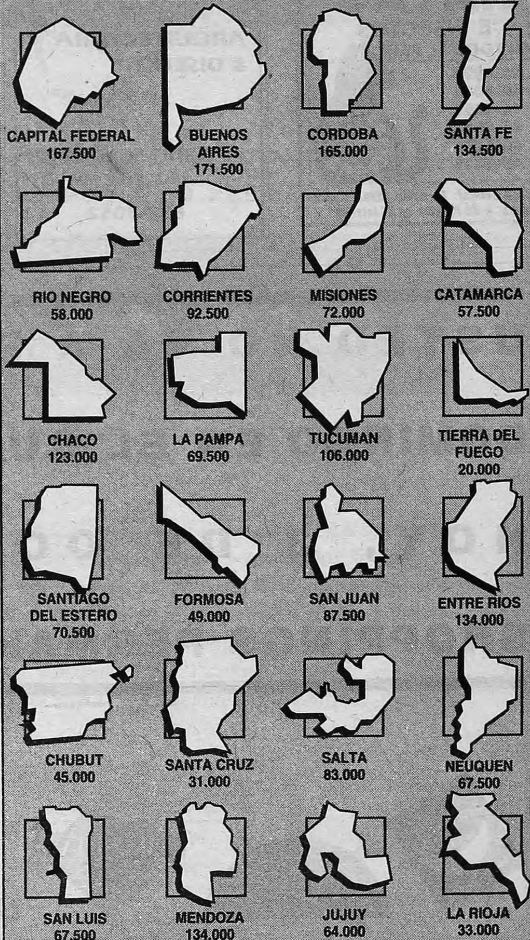 CAPITAL FEDERAL
167.500
BUENOS
AIRES
171.500
CORDOBA
165.000
SANTA FE
134.500
RIO NEGRO
58.000
CORRIENTES
92.500
MISIONES
72.000
CATAMARCA
57.500
CHACO
123.000
LA PAMPA
69.500
TUCUMAN
106.000
TIERRA DEL
FUEGO
20.000
SANTIAGO
DEL ESTERO
70.500
FORMOSA
49.000
SAN JUAN
87.500
ENTRE RIOS
134.000
CHUBUT
45.000
SANTA CRUZ
31.000
SALTA
83.000
NEUQUEN
67.500
SAN LUIS
67.500
MENDOZA
134.000
JUJUY
64.000
LA RIOJA
33.000